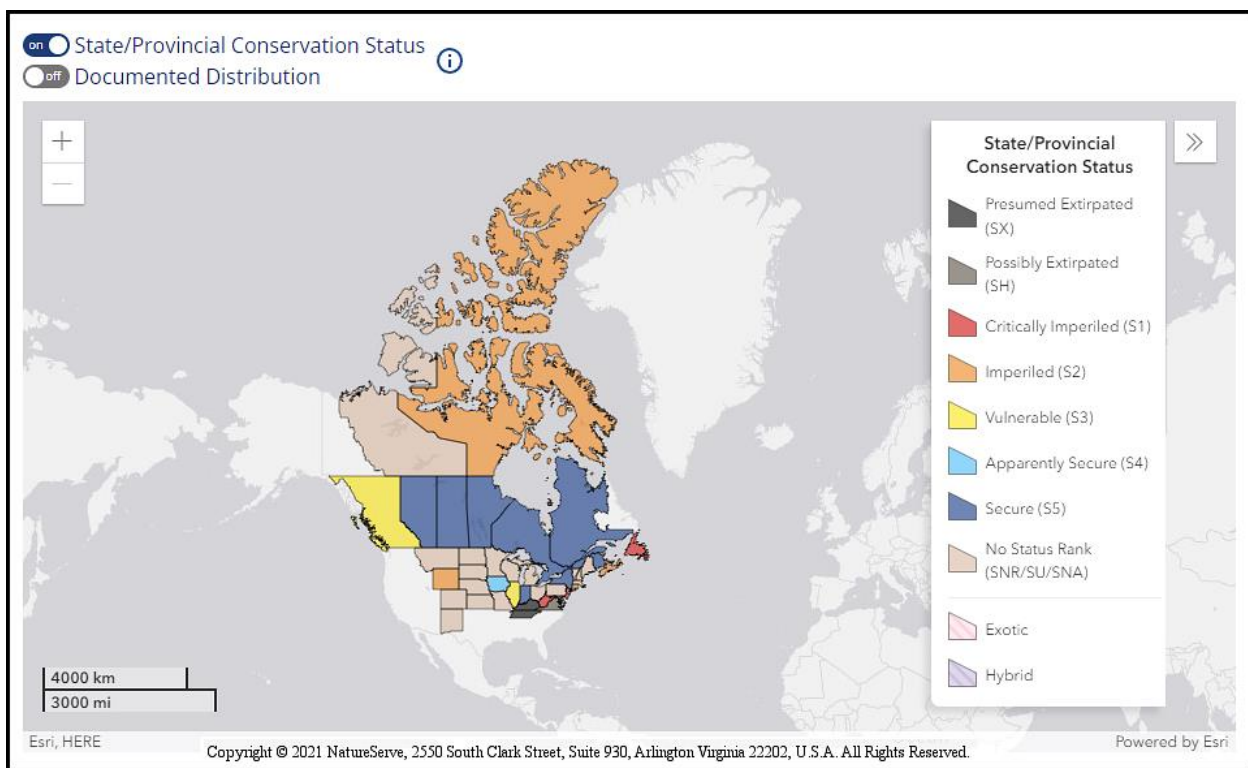 on State/Provincial Conservation Status
off Documented Distribution
i
+
−
State/Provincial
Conservation Status
Presumed Extirpated
(SX)
Possibly Extirpated
(SH)
Critically Imperiled (S1)
Imperiled (S2)
Vulnerable (S3)
Apparently Secure (S4)
Secure (S5)
No Status Rank
(SNR/SU/SNA)
Exotic
Hybrid
4000 km
3000 mi
Esri, HERE
Copyright © 2021 NatureServe, 2550 South Clark Street, Suite 930, Arlington Virginia 22202, U.S.A. All Rights Reserved.
Powered by Esri